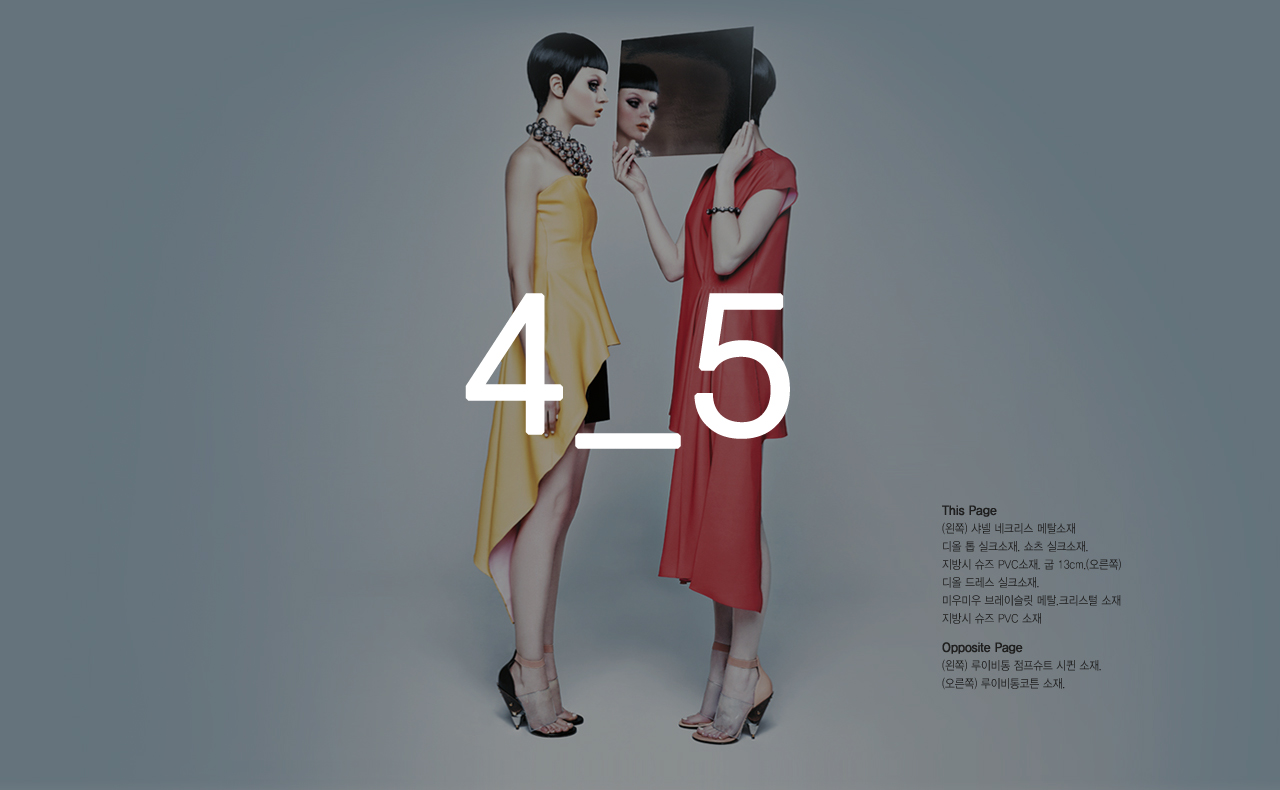 4_5
This Page
(왼쪽) 샤넬 네크리스 메탈소재
디올 톱 실크소재, 쇼츠 실크소재,
지방시 슈즈 PVC소재, 굽 13cm,(오른쪽)
디올 드레스 실크소재,
미우미우 브레이슬릿 메탈,크리스털 소재
지방시 슈즈 PVC 소재
Opposite Page
(왼쪽) 루이비통 점프슈트 시퀸 소재,
(오른쪽) 루이비통코튼 소재,